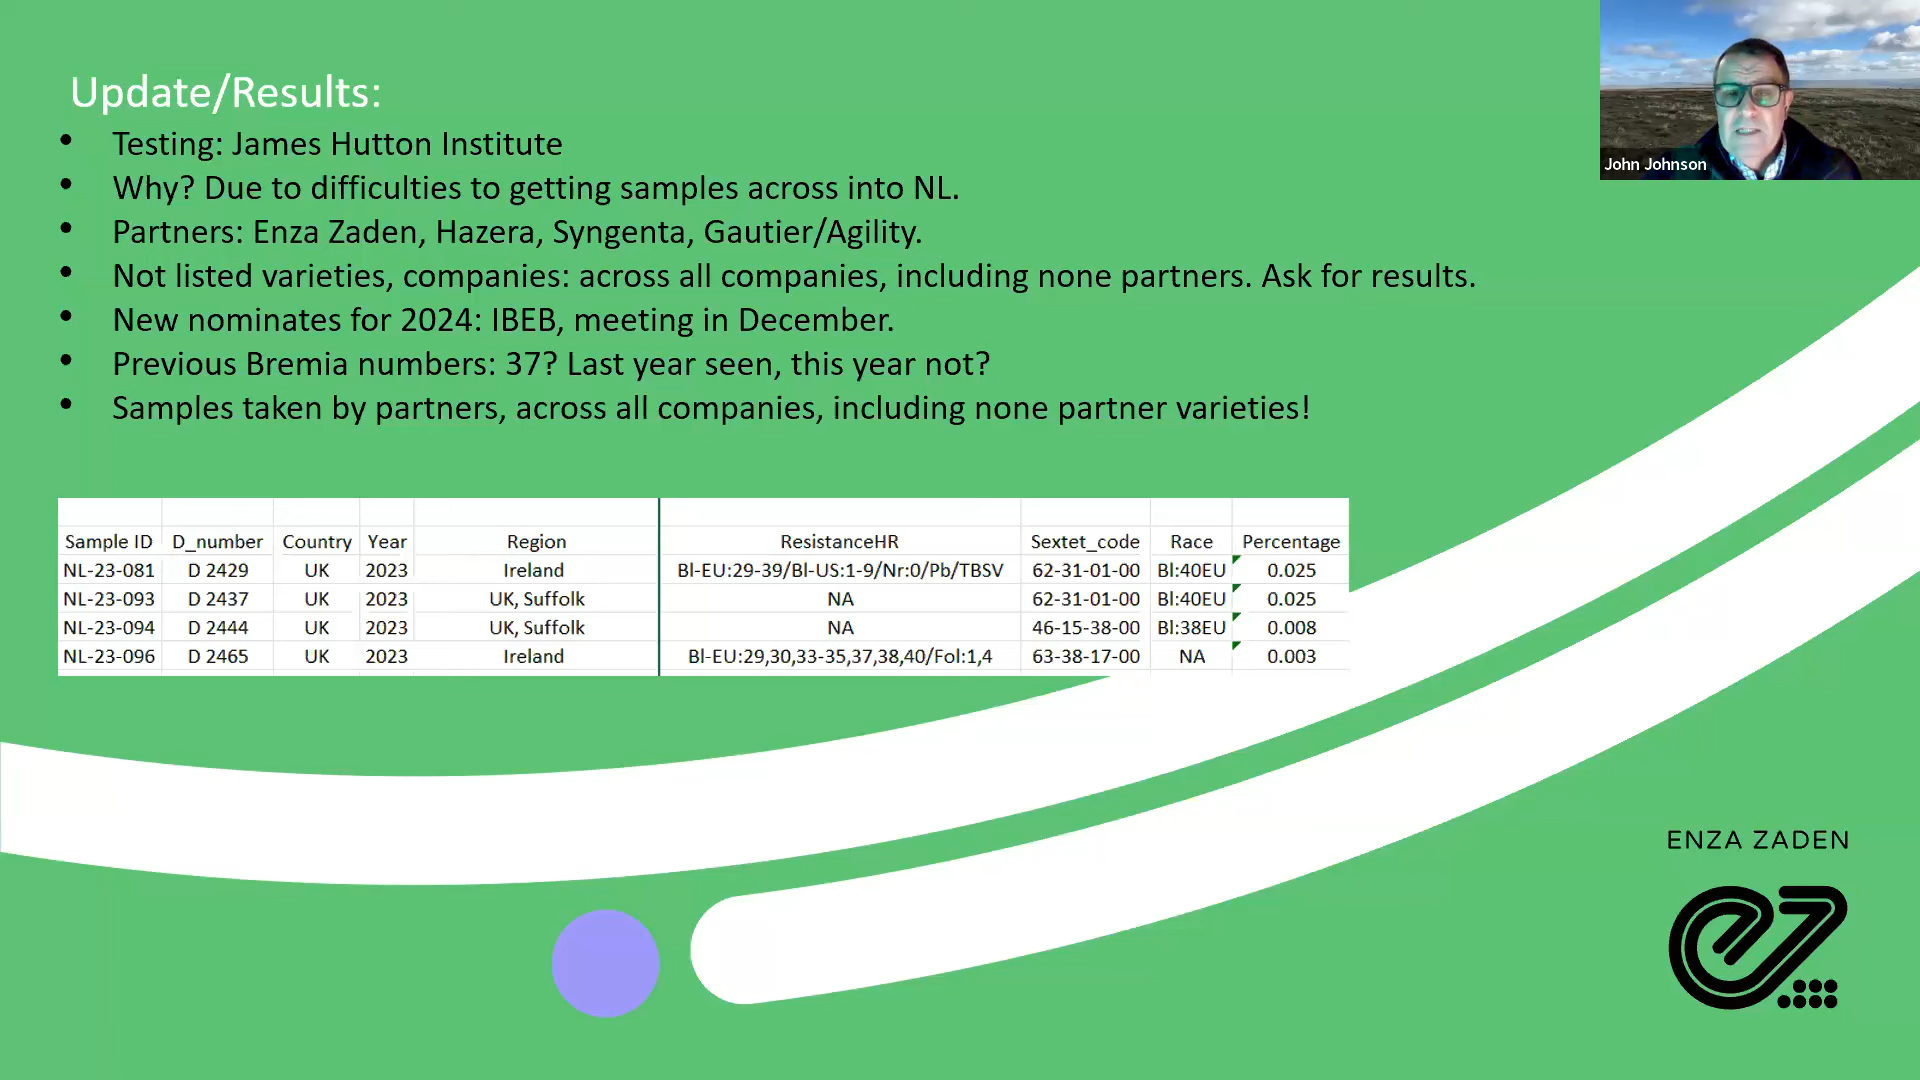 Update/Results:
• Testing: James Hutton Institute
• Why? Due to difficulties to getting samples across into NL.
• Partners: Enza Zaden, Hazera, Syngenta, Gautier/Agility.
• Not listed varieties, companies: across all companies, including none partners. Ask for results.
• New nominates for 2024: IBEB, meeting in December.
• Previous Bremia numbers: 37? Last year seen, this year not?
• Samples taken by partners, across all companies, including none partner varieties!
John Johnson
Sample ID D_number Country Year Region ResistanceHR Sextet_code Race Percentage
NL-23-081 D 2429 UK 2023 Ireland Bl-EU:29-39/Bl-US:1-9/Nr:0/Pb/TBSV 62-31-01-00 Bl:40EU 0.025
NL-23-093 D 2437 UK 2023 UK, Suffolk NA 62-31-01-00 Bl:40EU 0.025
NL-23-094 D 2444 UK 2023 UK, Suffolk NA 46-15-38-00 Bl:38EU 0.008
NL-23-096 D 2465 UK 2023 Ireland Bl-EU:29,30,33-35,37,38,40/Fol:1,4 63-38-17-00 NA 0.003
ENZA ZADEN